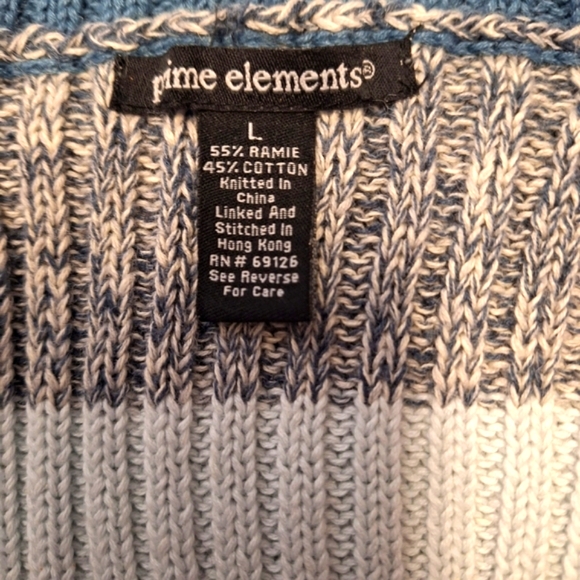 prime elements®
L
55% RAMIE
45% COTTON
Knitted In
China
Linked And
Stitched In
Hong Kong
RN# 69126
See Reverse
For Care